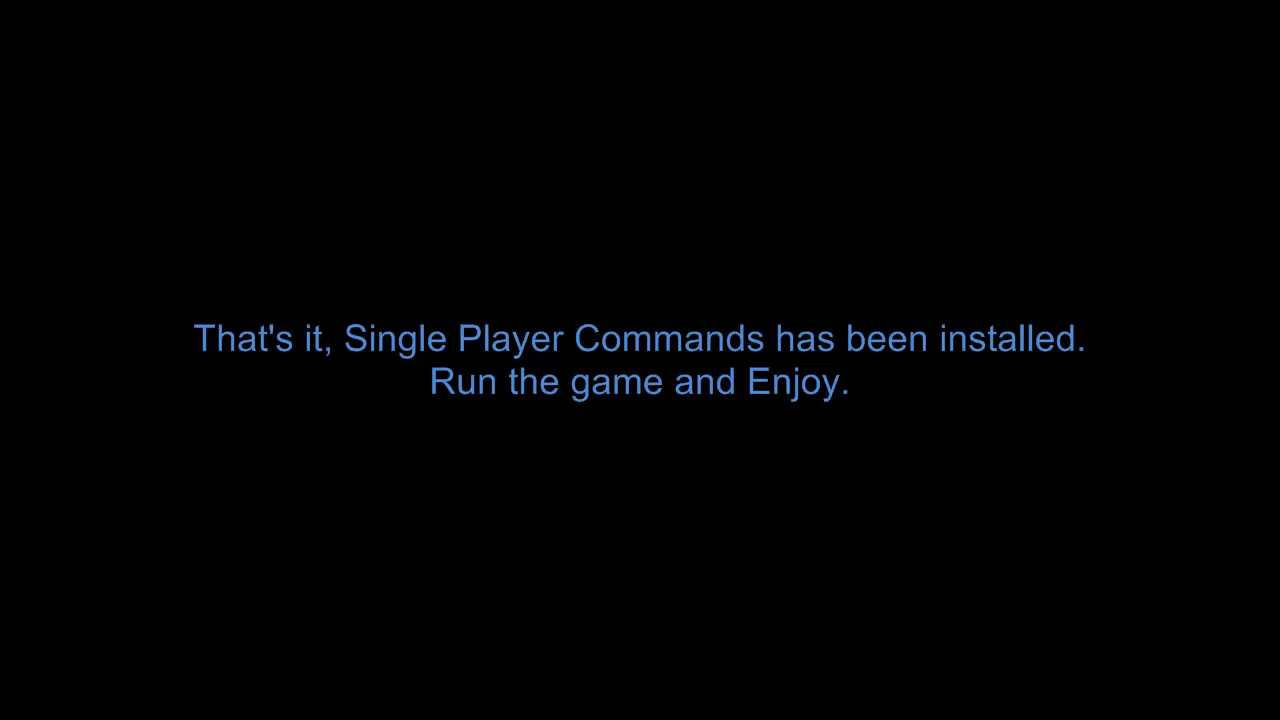 That's it, Single Player Commands has been installed.
Run the game and Enjoy.